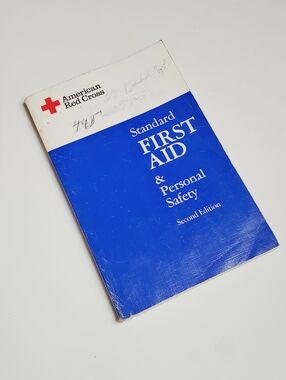 American
Red Cross
Standard
FIRST
AID
& Personal
Safety
Second Edition